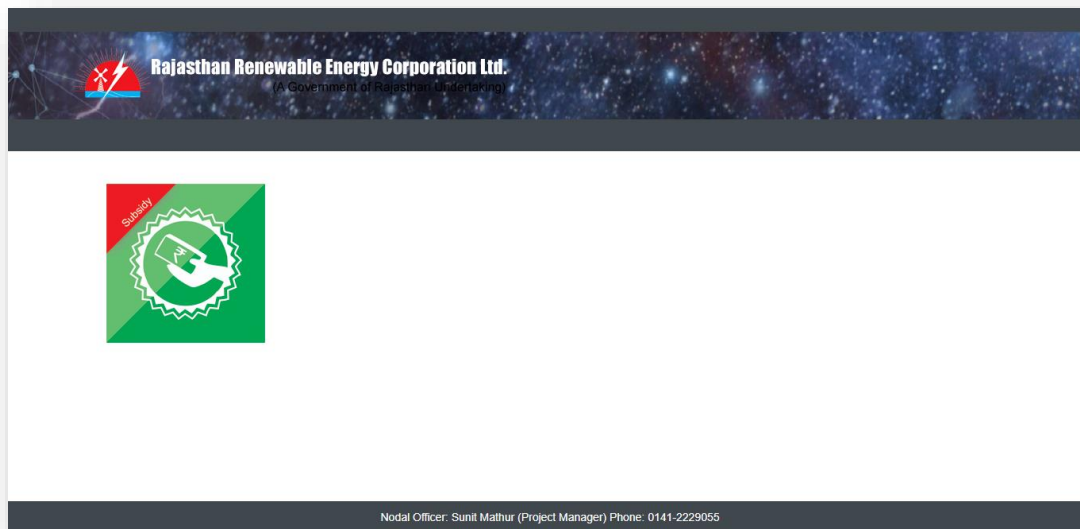 Rajasthan Renewable Energy Corporation Ltd.
(A Government of Rajasthan Undertaking)
Subsidy
₹
Nodal Officer: Sunit Mathur (Project Manager) Phone: 0141-2229055